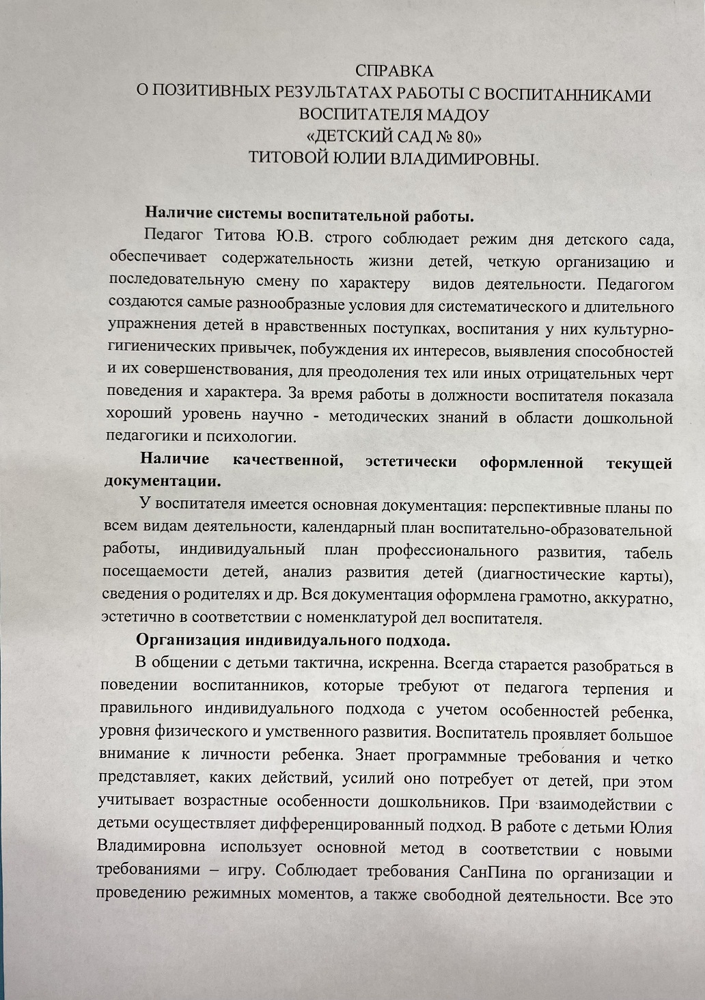 СПРАВКА
О ПОЗИТИВНЫХ РЕЗУЛЬТАТАХ РАБОТЫ С ВОСПИТАННИКАМИ
ВОСПИТАТЕЛЯ МАДОУ
«ДЕТСКИЙ САД № 80»
ТИТОВОЙ ЮЛИИ ВЛАДИМИРОВНЫ.
Наличие системы воспитательной работы.
Педагог Титова Ю.В. строго соблюдает режим дня детского сада,
обеспечивает содержательность жизни детей, четкую организацию и
последовательную смену по характеру видов деятельности. Педагогом
создаются самые разнообразные условия для систематического и длительного
упражнения детей в нравственных поступках, воспитания у них культурно-
гигиенических привычек, побуждения их интересов, выявления способностей
и их совершенствования, для преодоления тех или иных отрицательных черт
поведения и характера. За время работы в должности воспитателя показала
хороший уровень научно - методических знаний в области дошкольной
педагогики и психологии.
Наличие качественной, эстетически оформленной текущей
документации.
У воспитателя имеется основная документация: перспективные планы по
всем видам деятельности, календарный план воспитательно-образовательной
работы, индивидуальный план профессионального развития, табель
посещаемости детей, анализ развития детей (диагностические карты),
сведения о родителях и др. Вся документация оформлена грамотно, аккуратно,
эстетично в соответствии с номенклатурой дел воспитателя.
Организация индивидуального подхода.
В общении с детьми тактична, искренна. Всегда старается разобраться в
поведении воспитанников, которые требуют от педагога терпения и
правильного индивидуального подхода с учетом особенностей ребенка,
уровня физического и умственного развития. Воспитатель проявляет большое
внимание к личности ребенка. Знает программные требования и четко
представляет, каких действий, усилий оно потребует от детей, при этом
учитывает возрастные особенности дошкольников. При взаимодействии с
детьми осуществляет дифференцированный подход. В работе с детьми Юлия
Владимировна использует основной метод в соответствии с новыми
требованиями – игру. Соблюдает требования СанПина по организации и
проведению режимных моментов, а также свободной деятельности. Все это